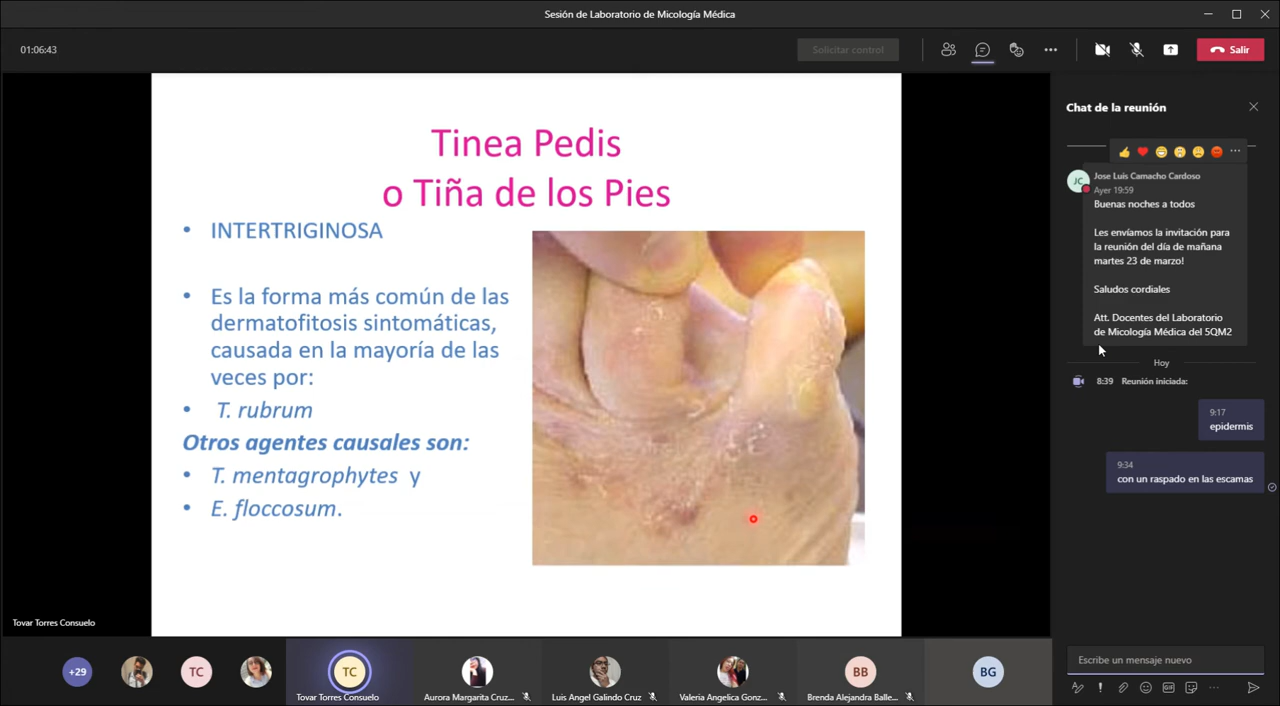 Sesión de Laboratorio de Micología Médica
01:06:43
Solicitar control
Salir
Tinea Pedis
o Tiña de los Pies
• INTERTRIGINOSA
• Es la forma más común de las
dermatofitosis sintomáticas,
causada en la mayoría de las
veces por:
• T. rubrum
Otros agentes causales son:
• T. mentagrophytes y
• E. floccosum.
Tovar Torres Consuelo
Chat de la reunión
JC
Jose Luis Camacho Cardoso
Ayer 19:59
Buenas noches a todos
Les envíamos la invitación para
la reunión del día de mañana
martes 23 de marzo!
Saludos cordiales
Att. Docentes del Laboratorio
de Micología Médica del 5QM2
Hoy
8:39 Reunión iniciada:
9:17
epidermis
9:34
con un raspado en las escamas
Escribe un mensaje nuevo
+29
TC
TC
Tovar Torres Consuelo
Aurora Margarita Cruz...
Luis Angel Galindo Cruz
Valeria Angelica Gonz...
BB
Brenda Alejandra Balle...
BG
GIF